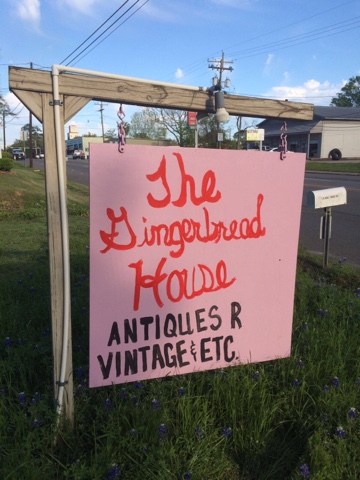 The
Gingerbread
House
ANTIQUES R
VINTAGE & ETC.